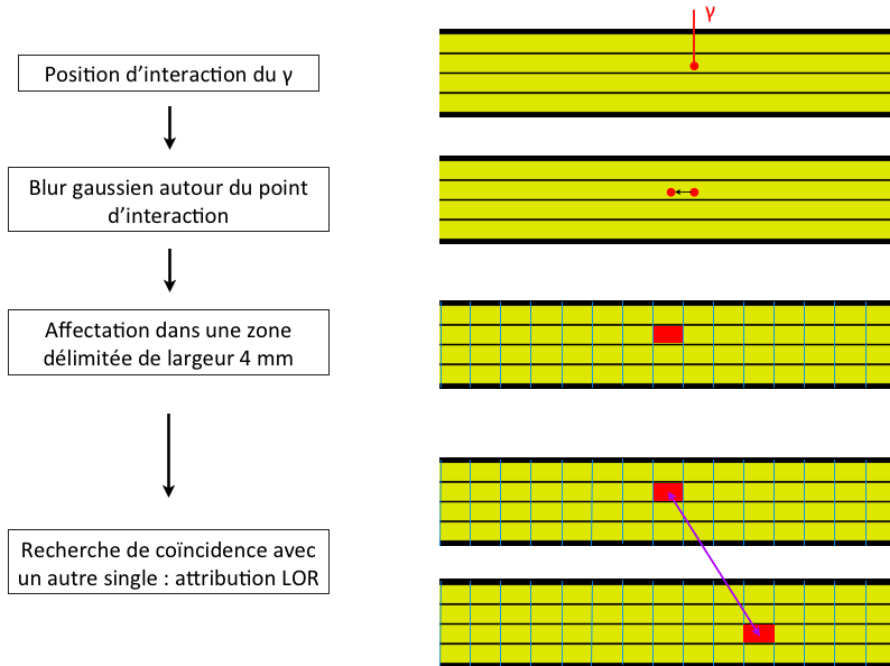 γ
Position d'interaction du γ
Blur gaussien autour du point
d'interaction
Affectation dans une zone
délimitée de largeur 4 mm
Recherche de coïncidence avec
un autre single : attribution LOR